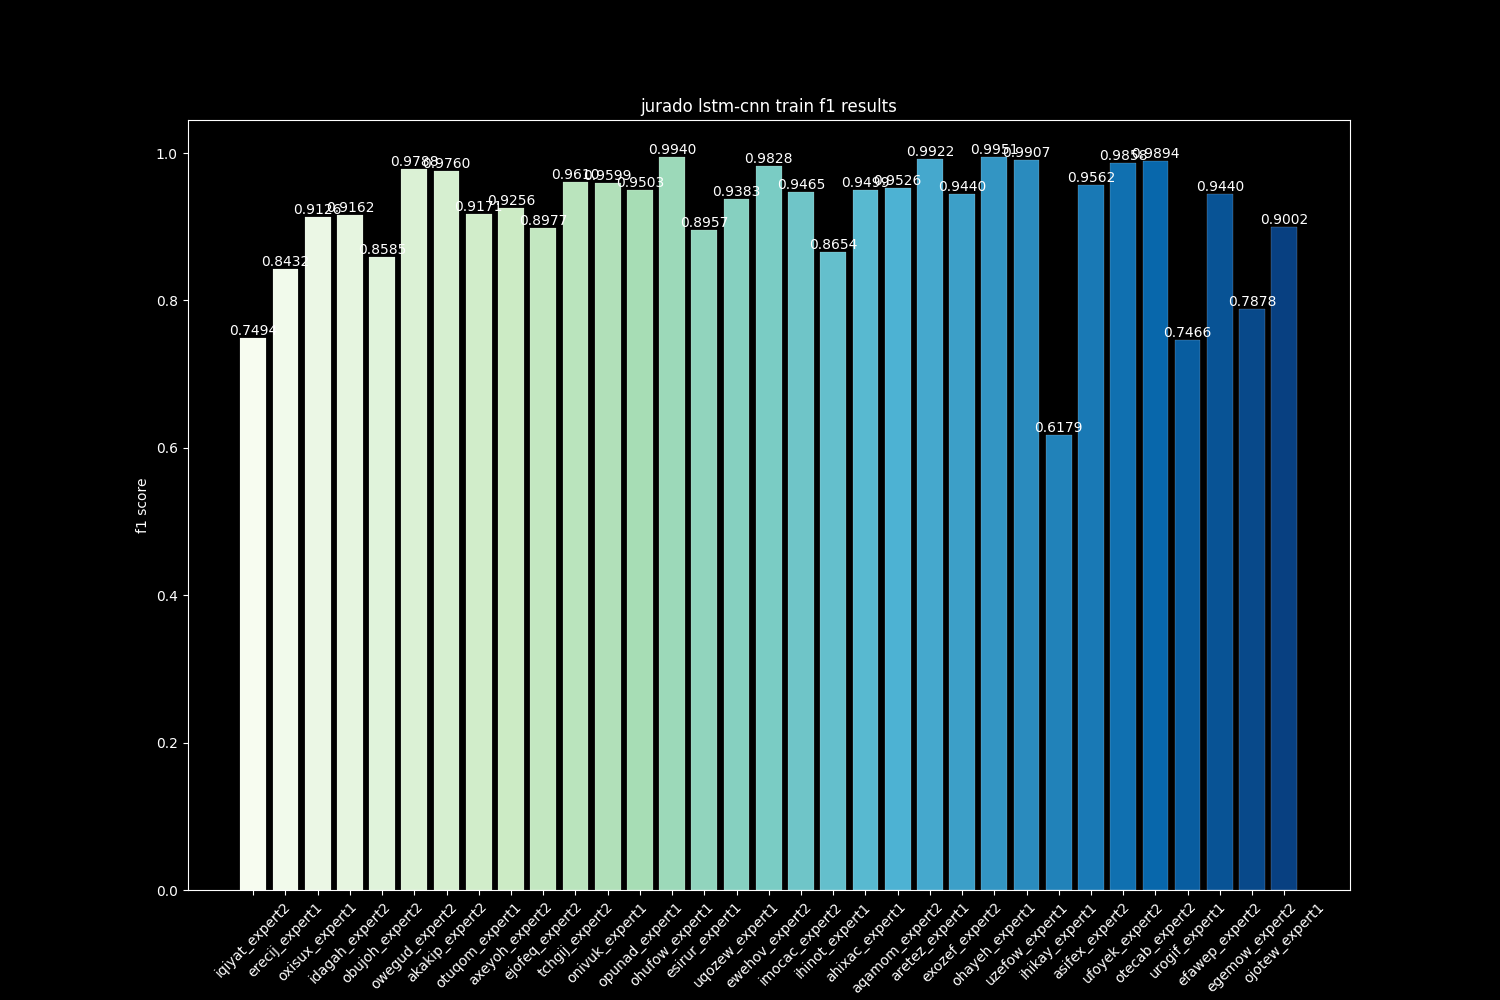 jurado lstm-cnn train f1 results
1.0
0.8
0.6
0.4
0.2
0.0
f1 score
0.7494
0.8432
0.9126
0.9162
0.8585
0.9788
0.9760
0.9171
0.9256
0.8977
0.9610
0.9599
0.9503
0.9940
0.8957
0.9383
0.9828
0.9465
0.8654
0.9499
0.9526
0.9922
0.9440
0.9951
0.9907
0.6179
0.9562
0.9858
0.9894
0.7466
0.9440
0.7878
0.9002
iqiyat_expert2
erecij_expert1
oxisux_expert1
idagah_expert2
obujoh_expert2
owegud_expert2
akakip_expert2
otuqom_expert1
axeyoh_expert2
ejofeq_expert2
tchgjj_expert2
onivuk_expert1
opunad_expert1
ohufow_expert1
esirur_expert1
uqozew_expert1
ewehov_expert2
imocac_expert2
ihinot_expert1
ahixac_expert1
aqamom_expert2
aretez_expert1
exozef_expert2
ohayeh_expert1
uzefow_expert1
ihikay_expert1
asifex_expert2
ufoyek_expert2
otecab_expert2
urogif_expert1
efawep_expert2
egemow_expert2
ojotew_expert1